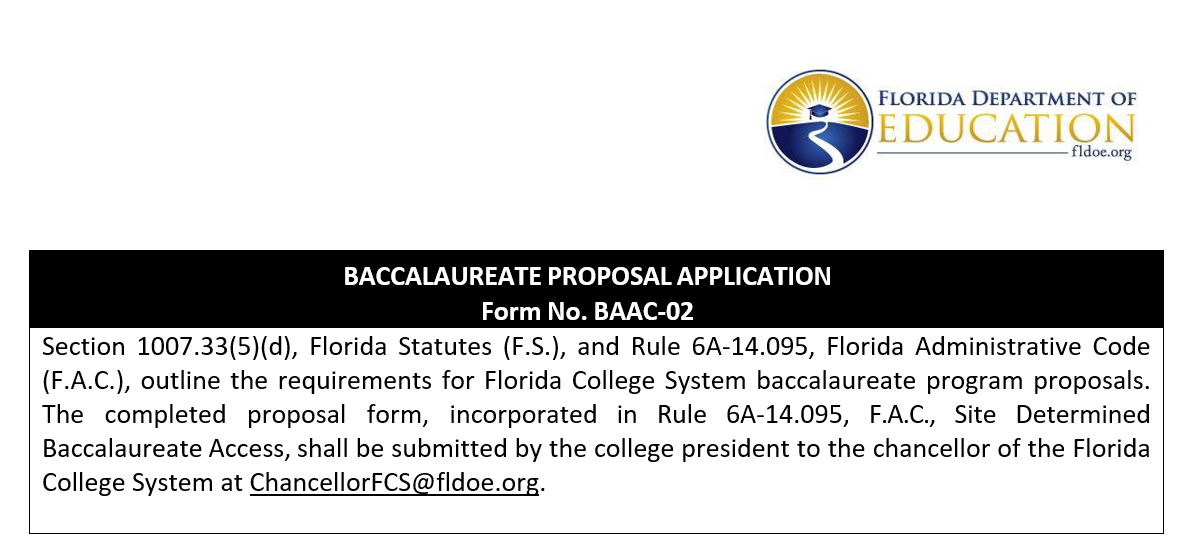 FLORIDA DEPARTMENT OF
EDUCATION
fldoe.org
BACCALAUREATE PROPOSAL APPLICATION
Form No. BAAC-02
Section 1007.33(5)(d), Florida Statutes (F.S.), and Rule 6A-14.095, Florida Administrative Code
(F.A.C.), outline the requirements for Florida College System baccalaureate program proposals.
The completed proposal form, incorporated in Rule 6A-14.095, F.A.C., Site Determined
Baccalaureate Access, shall be submitted by the college president to the chancellor of the Florida
College System at ChancellorFCS@fldoe.org.